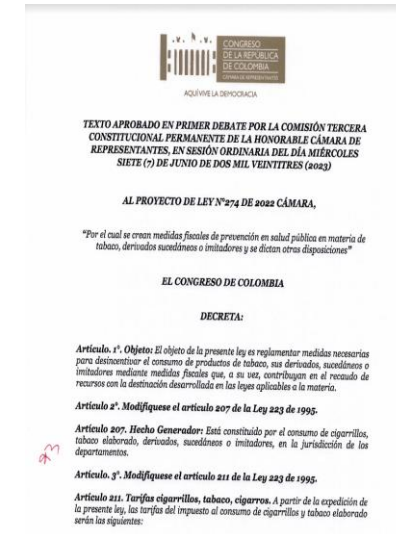 CONGRESO
DE LA REPÚBLICA
DE COLOMBIA
CÁMARA DE REPRESENTANTES
AQUÍ VIVE LA DEMOCRACIA
TEXTO APROBADO EN PRIMER DEBATE POR LA COMISIÓN TERCERA
CONSTITUCIONAL PERMANENTE DE LA HONORABLE CÁMARA DE
REPRESENTANTES, EN SESIÓN ORDINARIA DEL DÍA MIÉRCOLES
SIETE (7) DE JUNIO DE DOS MIL VEINTITRES (2023)
AL PROYECTO DE LEY N°274 DE 2022 CÁMARA,
"Por el cual se crean medidas fiscales de prevención en salud pública en materia de
tabaco, derivados sucedáneos o imitadores y se dictan otras disposiciones"
EL CONGRESO DE COLOMBIA
DECRETA:
Artículo. 1°. Objeto: El objeto de la presente ley es reglamentar medidas necesarias
para desincentivar el consumo de productos de tabaco, sus derivados, sucedáneos o
imitadores mediante medidas fiscales que, a su vez, contribuyan en el recaudo de
recursos con la destinación desarrollada en las leyes aplicables a la materia.
Artículo 2°. Modifíquese el artículo 207 de la Ley 223 de 1995.
Artículo 207. Hecho Generador: Está constituido por el consumo de cigarrillos,
tabaco elaborado, derivados, sucedáneos o imitadores, en la jurisdicción de los
departamentos.
Artículo. 3°. Modifíquese el artículo 211 de la Ley 223 de 1995.
Artículo 211. Tarifas cigarrillos, tabaco, cigarros. A partir de la expedición de
la presente ley, las tarifas del impuesto al consumo de cigarrillos y tabaco elaborado
serán las siguientes: